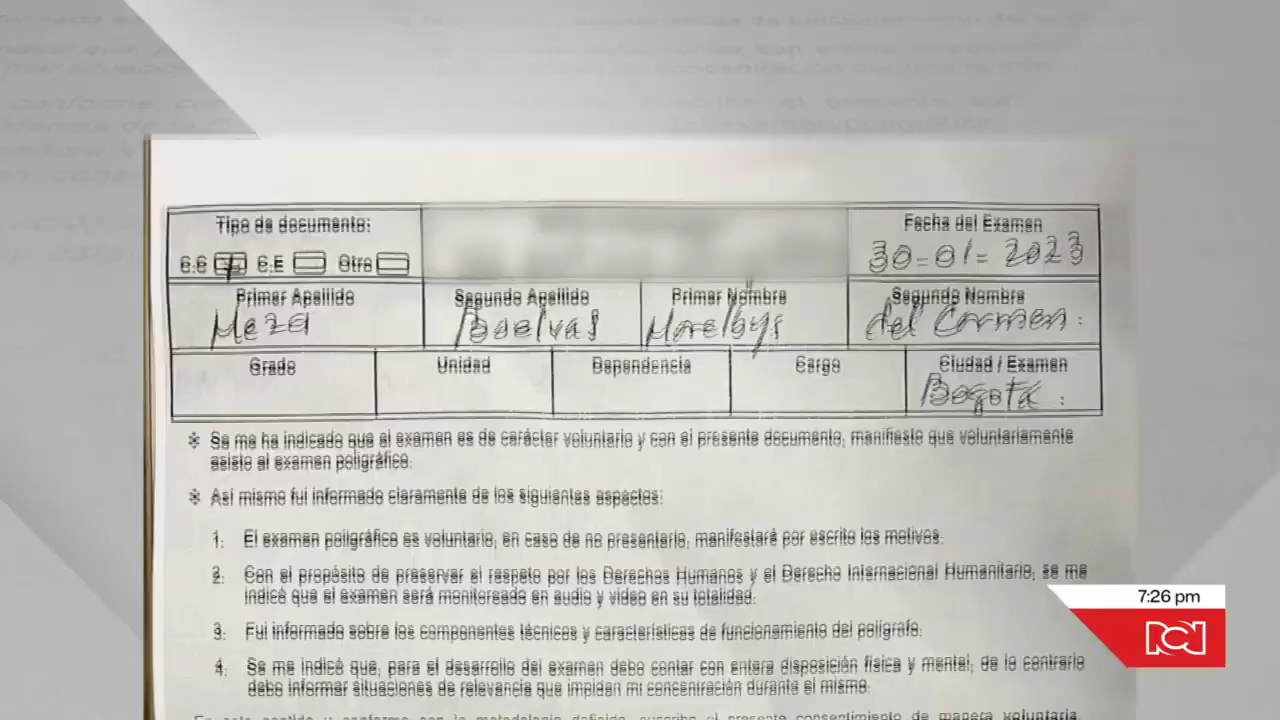 Tipo de documento:
Fecha del Examen
C.C C.E Otro
30-01-2023
Primer Apellido Segundo Apellido Primer Nombre Segundo Nombre
Meza Buelvas Marelbys del Carmen.
Grado Unidad Dependencia Cargo Ciudad / Examen
Bogotá.
* Se me ha indicado que el examen es de carácter voluntario y con el presente documento, manifiesto que voluntariamente
asisto al examen poligráfico.
* Así mismo fui informado claramente de los siguientes aspectos:
1. El examen poligráfico es voluntario, en caso de no presentarlo, manifestaré por escrito los motivos.
2. Con el propósito de preservar el respeto por los Derechos Humanos y el Derecho Internacional Humanitario, se me
indicó que el examen será monitoreado en audio y video en su totalidad.
3. Fui informado sobre los componentes técnicos y características de funcionamiento del polígrafo.
4. Se me indicó que, para el desarrollo del examen debo contar con entera disposición física y mental, de lo contrario
debo informar situaciones de relevancia que impidan mi concentración durante el mismo.
En este sentido y conforme con la metodología definido, suscribo el presente consentimiento de manera voluntaria,
7:26 pm
RCN